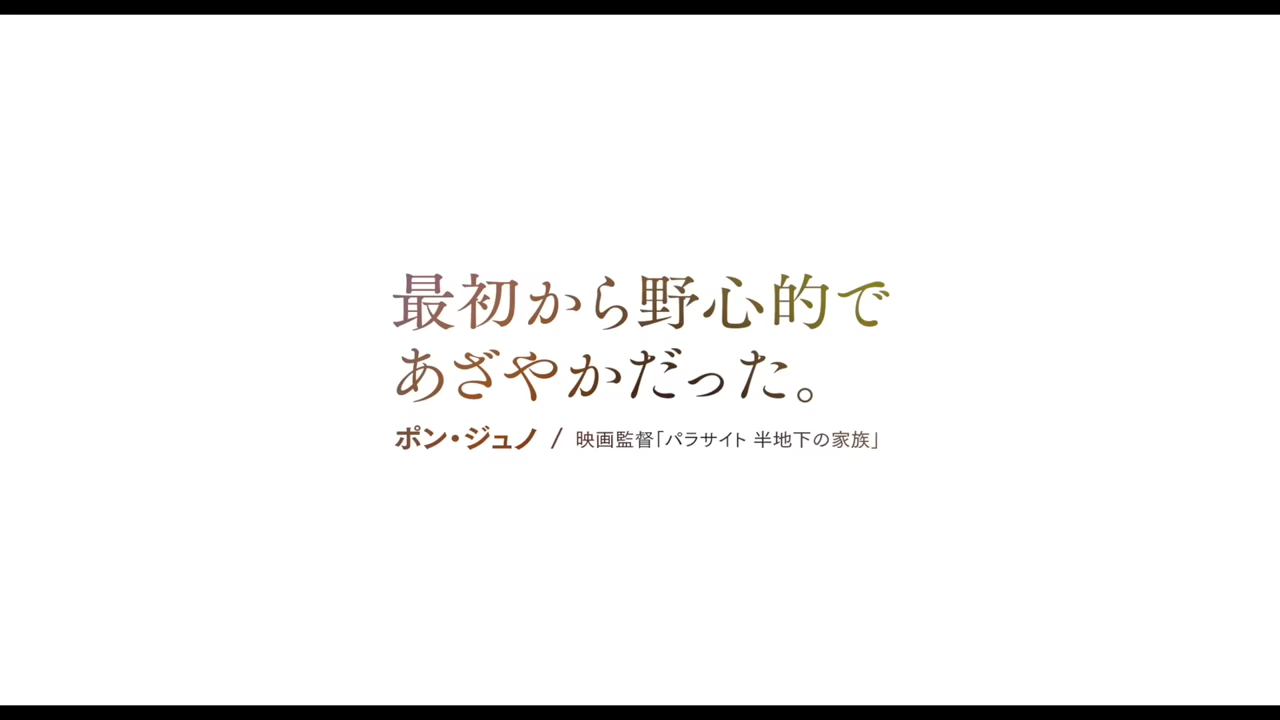 最初から野心的で
あざやかだった。
ポン・ジュノ / 映画監督「パラサイト 半地下の家族」